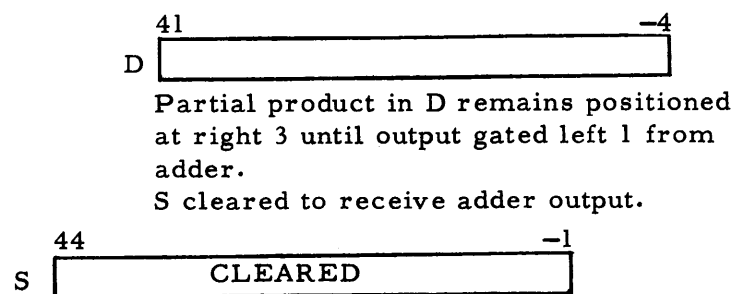 41 -4
D
Partial product in D remains positioned
at right 3 until output gated left 1 from
adder.
S cleared to receive adder output.
44 -1
S CLEARED